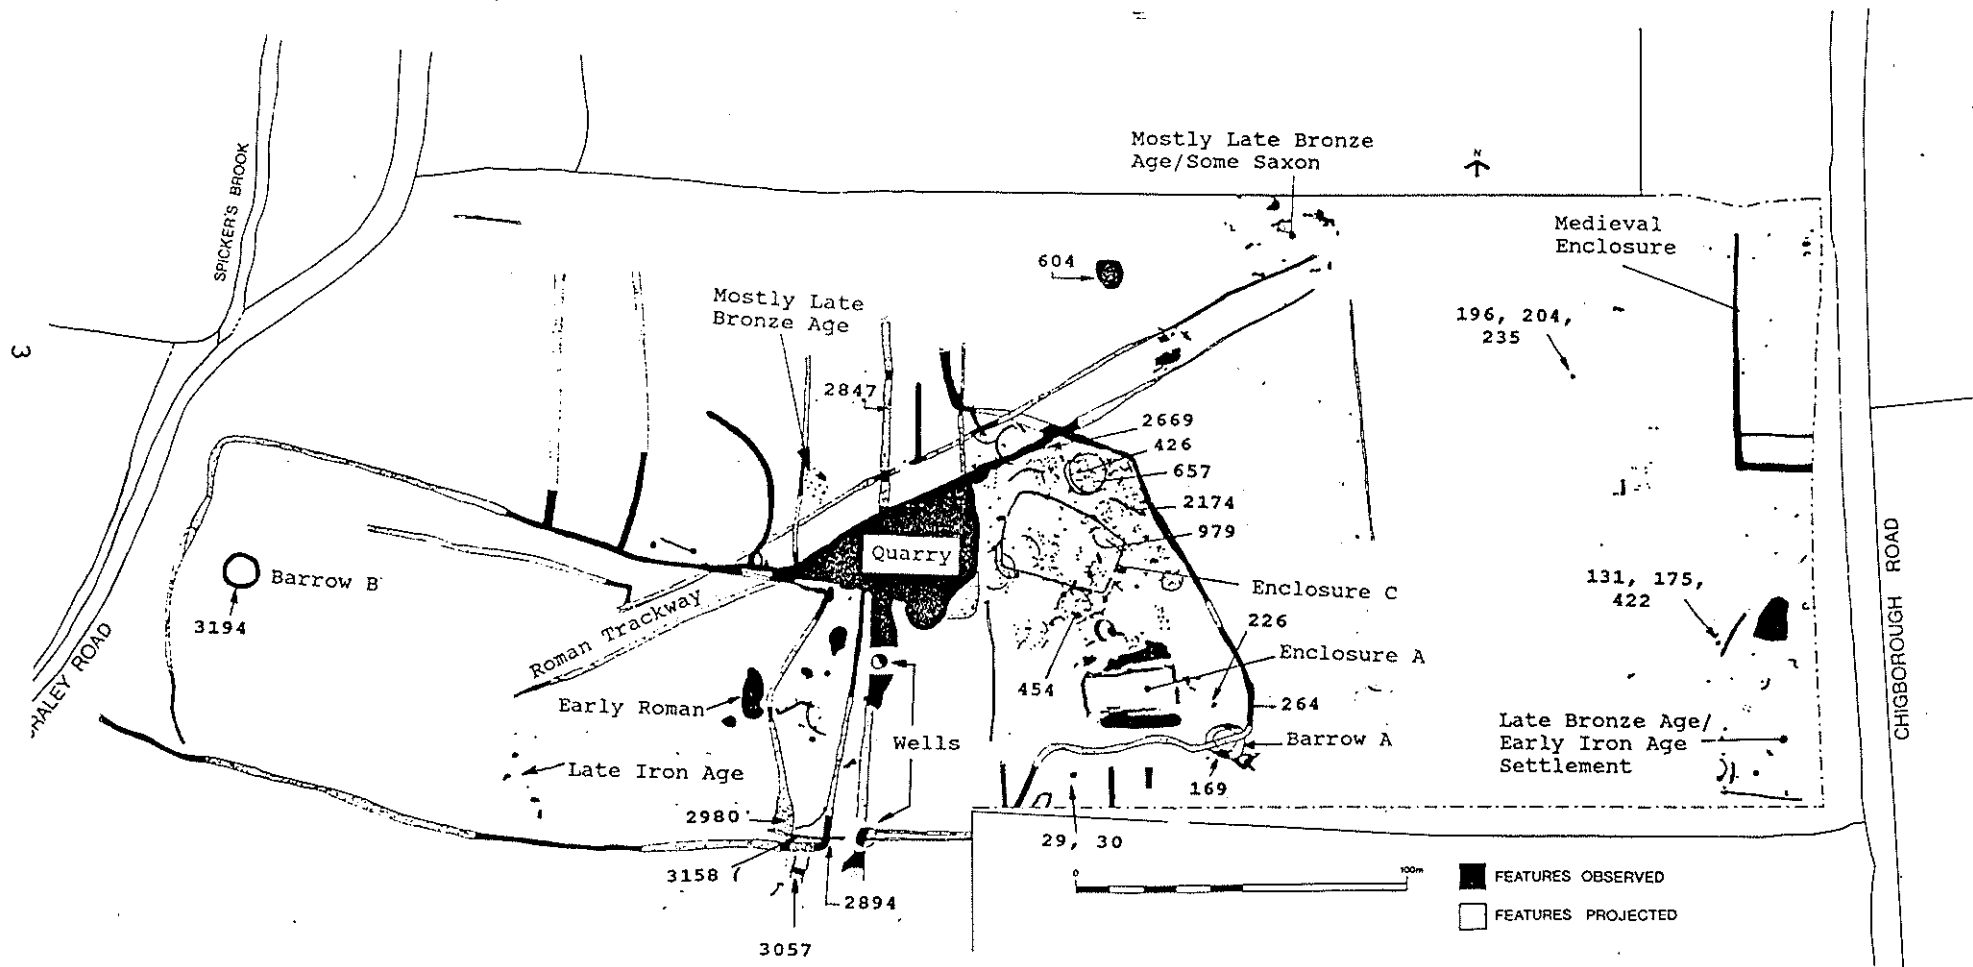 Mostly Late Bronze
Age/Some Saxon
N
SPICKER'S BROOK
Medieval
Enclosure
604
Mostly Late
Bronze Age
196, 204,
235
3
2847
2669
426
657
2174
979
Quarry
Barrow B
3194
Enclosure C
131, 175,
422
226
Roman Trackway
Enclosure A
454
RALEY ROAD
CHIGBOROUGH ROAD
Early Roman
264
Wells
Barrow A
Late Bronze Age/
Early Iron Age
Settlement
Late Iron Age
169
2980
29, 30
3158
2894
3057
0
100m
FEATURES OBSERVED
FEATURES PROJECTED